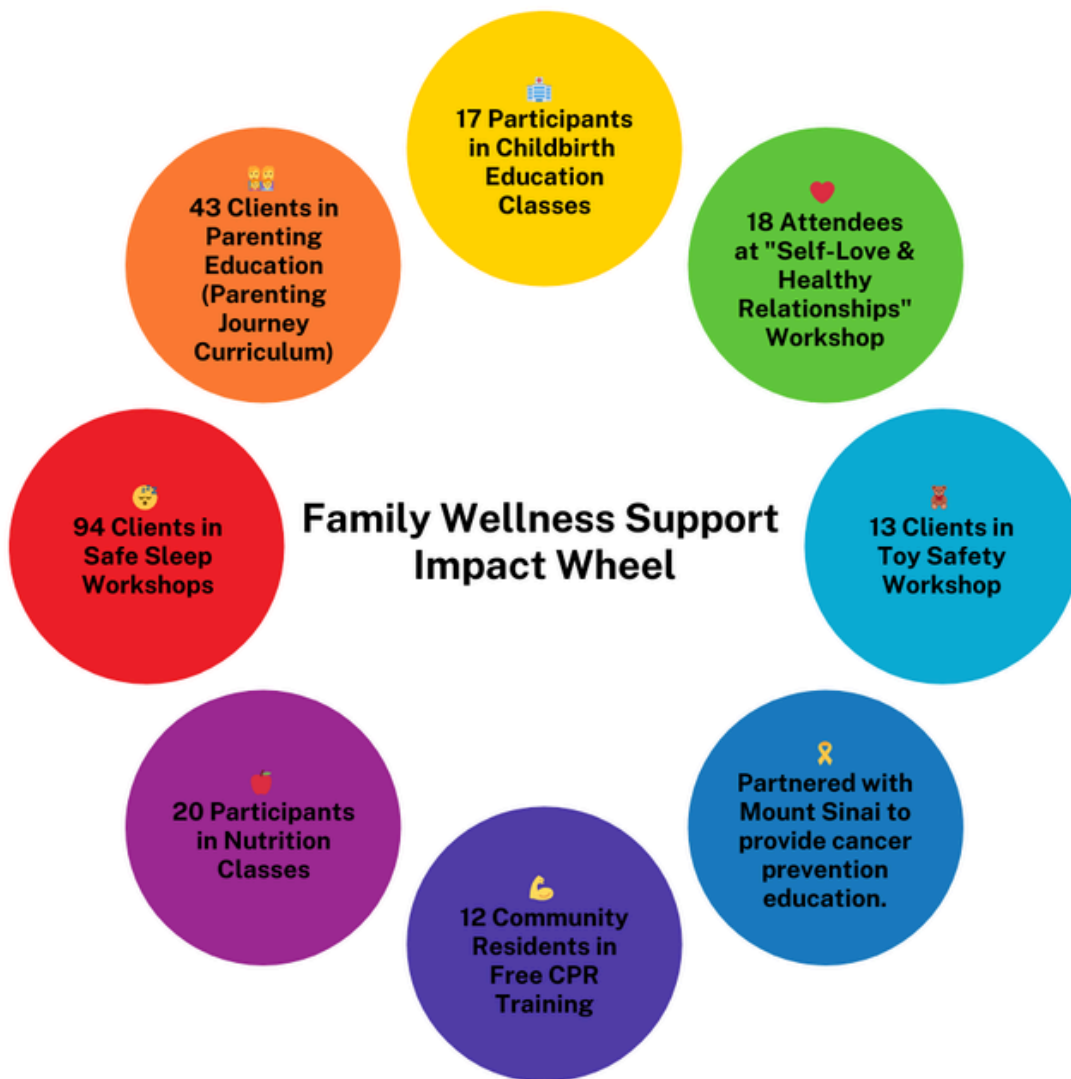 17 Participants
in Childbirth
Education
Classes
18 Attendees
at "Self-Love &
Healthy
Relationships"
Workshop
13 Clients in
Toy Safety
Workshop
Partnered with
Mount Sinai to
provide cancer
prevention
education.
12 Community
Residents in
Free CPR
Training
20 Participants
in Nutrition
Classes
94 Clients in
Safe Sleep
Workshops
43 Clients in
Parenting
Education
(Parenting
Journey
Curriculum)
Family Wellness Support
Impact Wheel